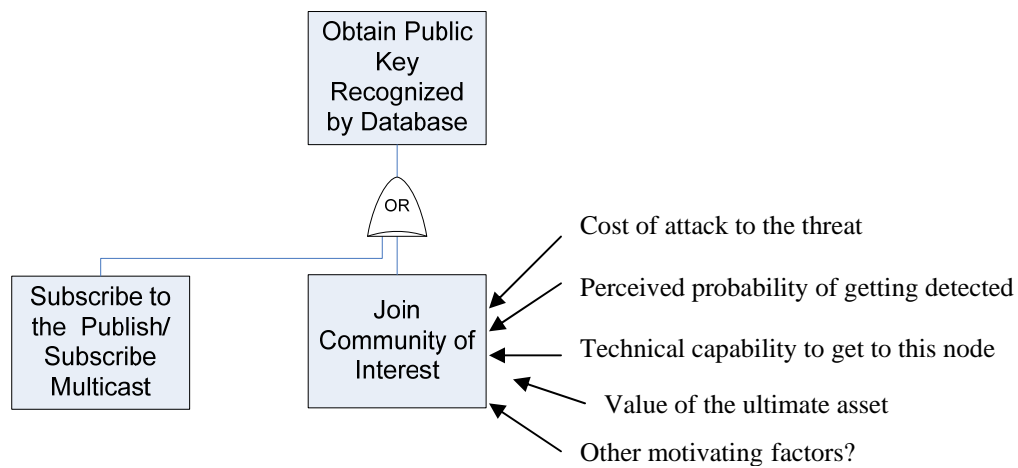 Obtain Public
Key
Recognized
by Database
OR
Subscribe to
the Publish/
Subscribe
Multicast
Join
Community of
Interest
Cost of attack to the threat
Perceived probability of getting detected
Technical capability to get to this node
Value of the ultimate asset
Other motivating factors?